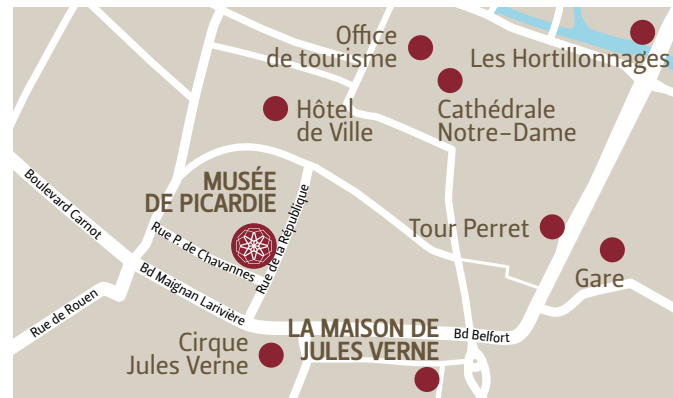 Office
de tourisme
Les Hortillonnages
Hôtel
de Ville
Cathédrale
Notre-Dame
MUSÉE
DE PICARDIE
Boulevard Carnot
Rue P. de Chavannes
Rue de la République
Tour Perret
Gare
Rue de Rouen
Bd Maignan Larivière
LA MAISON DE
JULES VERNE
Bd Belfort
Cirque
Jules Verne